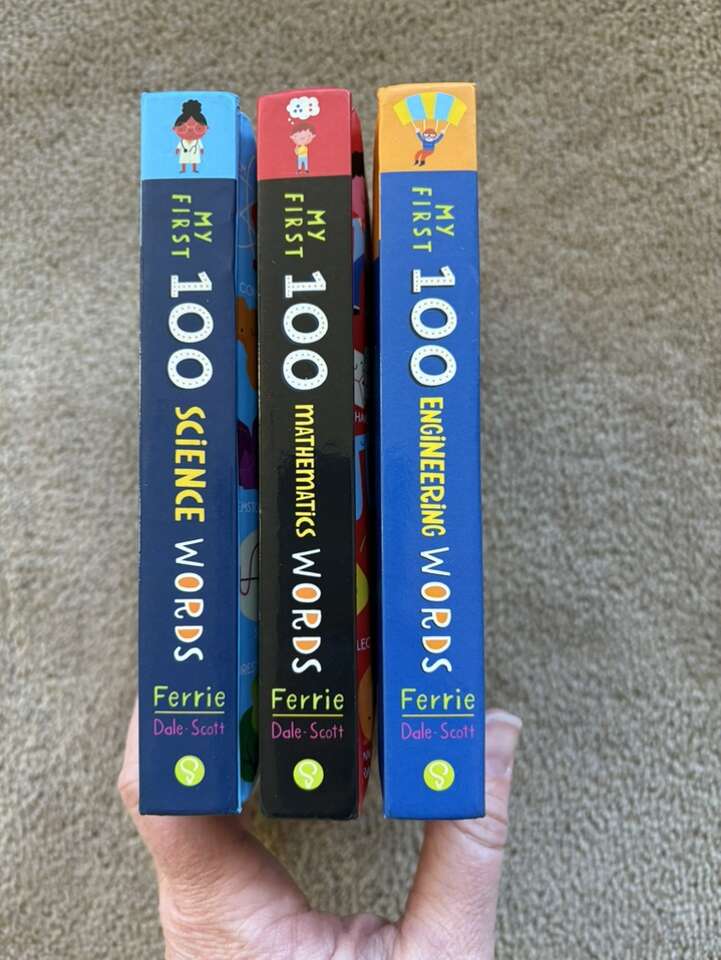 MY FIRST
100
SCIENCE
WORDS
Ferrie
Dale-Scott
MY FIRST
100
MATHEMATICS
WORDS
Ferrie
Dale-Scott
MY FIRST
100
ENGINEERING
WORDS
Ferrie
Dale-Scott